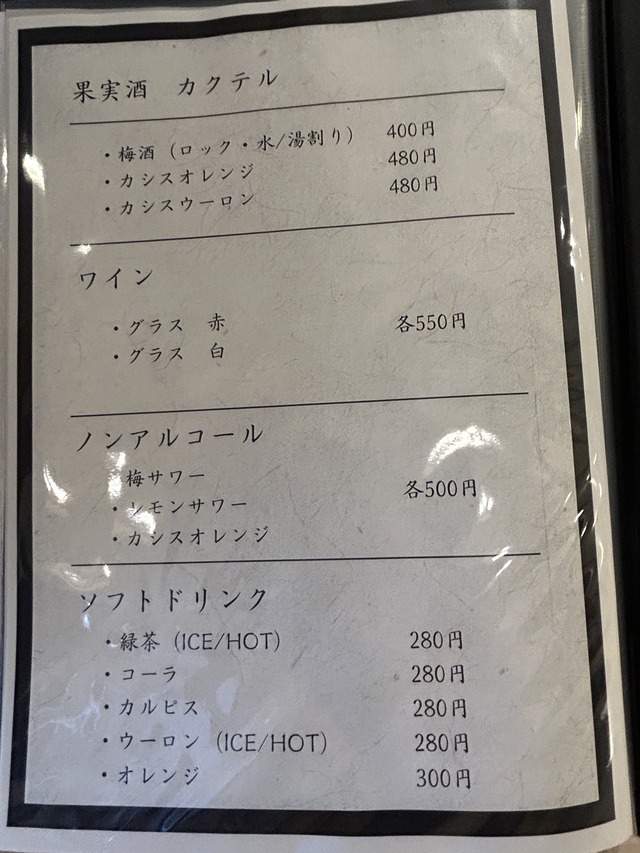 果実酒　カクテル
・梅酒（ロック・水/湯割り） 400円
・カシスオレンジ 480円
・カシスウーロン 480円
ワイン
・グラス　赤 各550円
・グラス　白
ノンアルコール
梅サワー
・レモンサワー 各500円
・カシスオレンジ
ソフトドリンク
・緑茶（ICE/HOT） 280円
・コーラ 280円
・カルピス 280円
・ウーロン（ICE/HOT） 280円
・オレンジ 300円